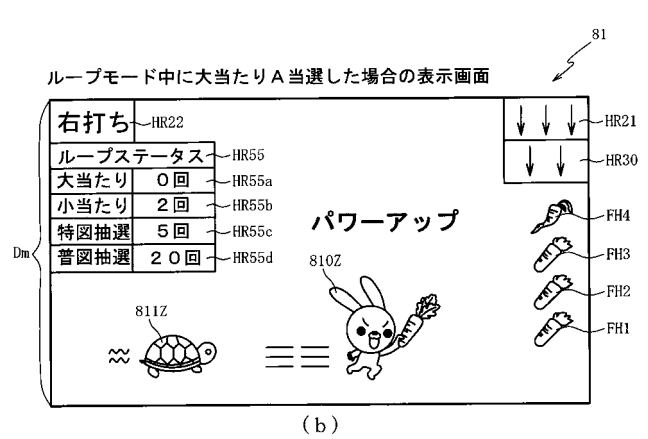 81
ループモード中に大当たりA当選した場合の表示画面
右打ち
HR22
HR21
ループステータス
HR55
HR30
大当たり 0回
HR55a
小当たり 2回
HR55b
特図抽選 5回
HR55c
普図抽選 20回
HR55d
パワーアップ
FH4
FH3
FH2
FH1
Dm
810Z
811Z
(b)